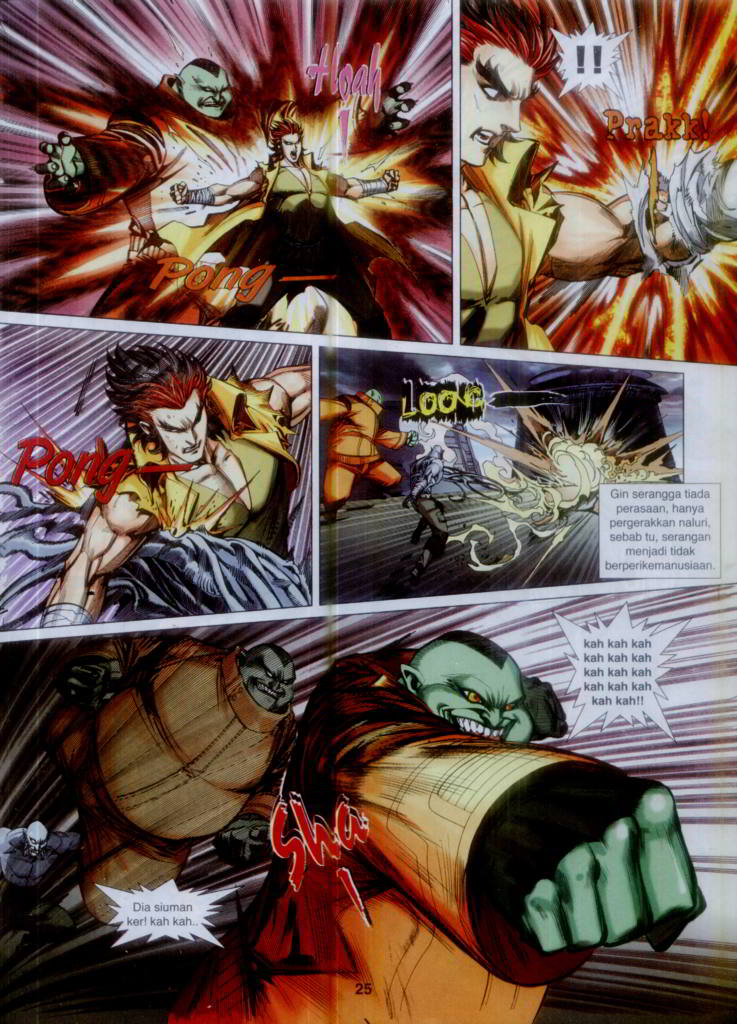 Hoah
!
!!
Prakk!
Pong
Pong
LOONG
Gin serangga tiada
perasaan, hanya
pergerakkan naluri,
sebab tu, serangan
menjadi tidak
berperikemanusiaan.
kah kah kah
kah kah kah
kah kah kah
kah kah kah
kah kah!!
Sha
!
Dia siuman
ker! kah kah..
25